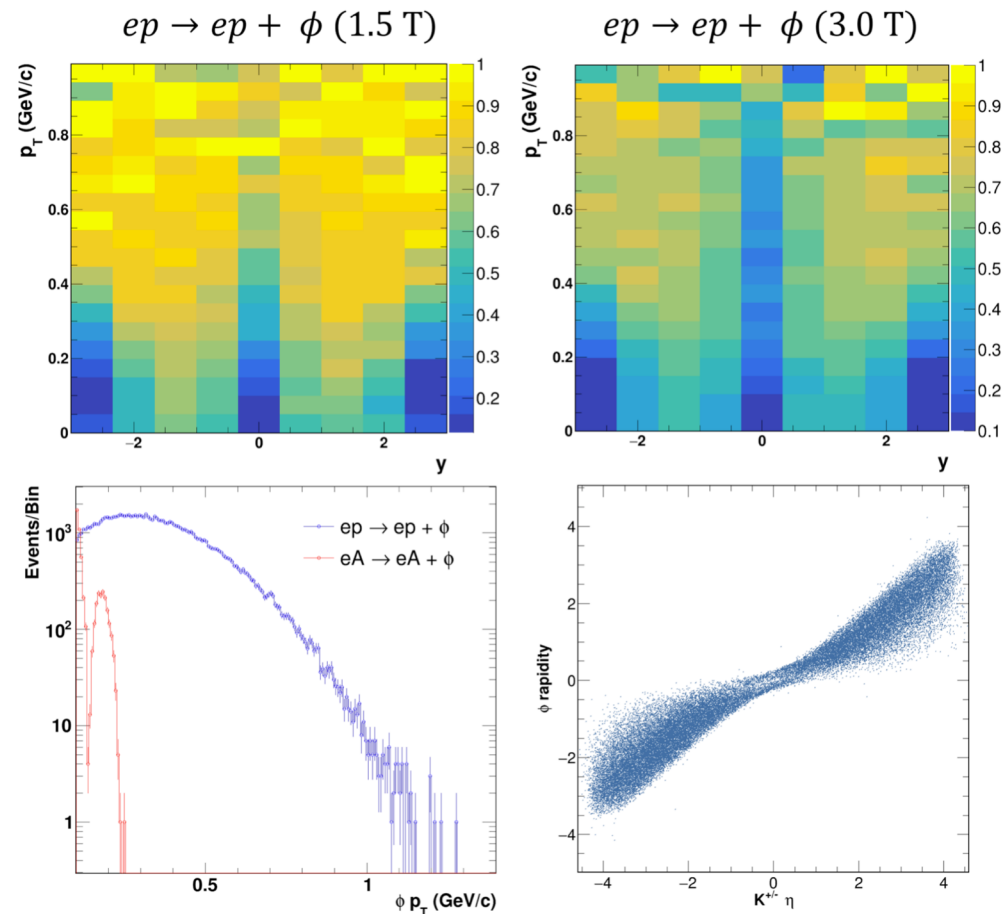 ep → ep + ϕ (1.5 T)
ep → ep + ϕ (3.0 T)
p_T (GeV/c)
0.8
0.6
0.4
0.2
0
−2 0 2
y
1
0.9
0.8
0.7
0.6
0.5
0.4
0.3
0.2
p_T (GeV/c)
0.8
0.6
0.4
0.2
0
−2 0 2
y
1
0.9
0.8
0.7
0.6
0.5
0.4
0.3
0.2
0.1
Events/Bin
10³
10²
10
1
ep → ep + ϕ
eA → eA + ϕ
0.5 1
ϕ p_T (GeV/c)
ϕ rapidity
4
2
0
−2
−4
−4 −2 0 2 4
K^{+/-} η